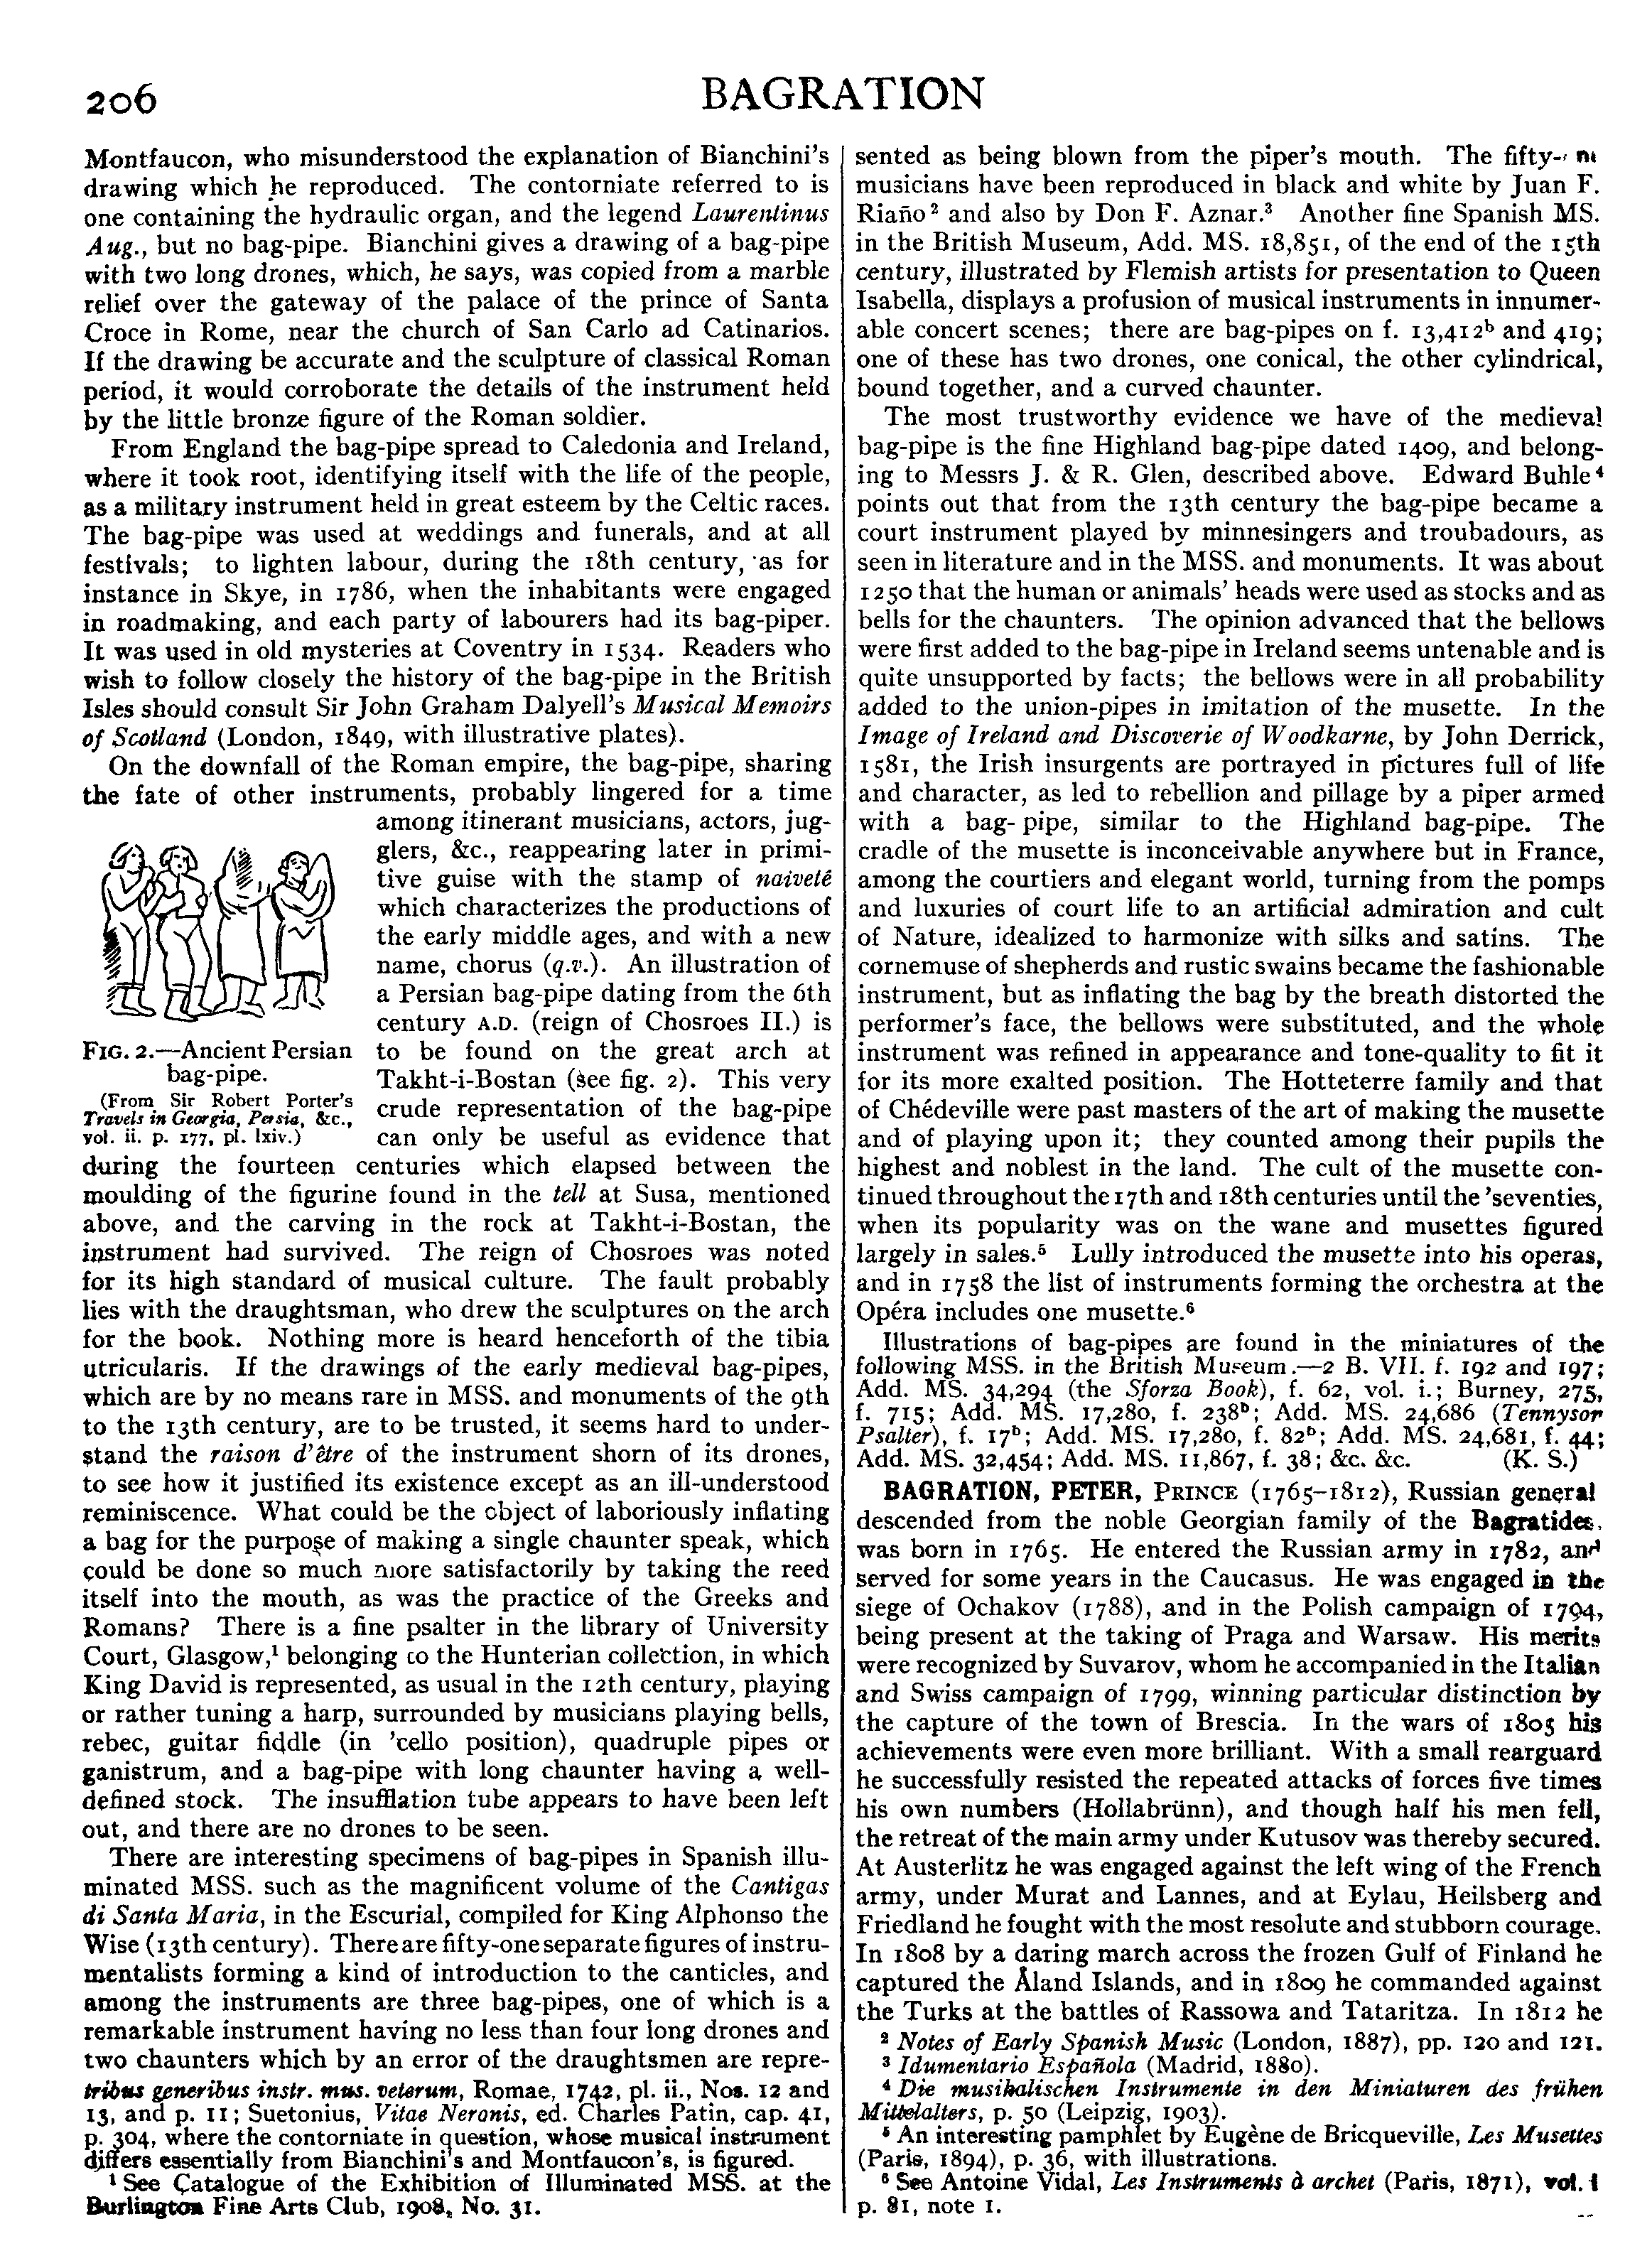 206
BAGRATION
Montfaucon, who misunderstood the explanation of Bianchini's
drawing which he reproduced. The contorniate referred to is
one containing the hydraulic organ, and the legend Laurentinus
Aug., but no bag-pipe. Bianchini gives a drawing of a bag-pipe
with two long drones, which, he says, was copied from a marble
relief over the gateway of the palace of the prince of Santa
Croce in Rome, near the church of San Carlo ad Catinarios.
If the drawing be accurate and the sculpture of classical Roman
period, it would corroborate the details of the instrument held
by the little bronze figure of the Roman soldier.
From England the bag-pipe spread to Caledonia and Ireland,
where it took root, identifying itself with the life of the people,
as a military instrument held in great esteem by the Celtic races.
The bag-pipe was used at weddings and funerals, and at all
festivals; to lighten labour, during the 18th century, as for
instance in Skye, in 1786, when the inhabitants were engaged
in roadmaking, and each party of labourers had its bag-piper.
It was used in old mysteries at Coventry in 1534. Readers who
wish to follow closely the history of the bag-pipe in the British
Isles should consult Sir John Graham Dalyell's Musical Memoirs
of Scotland (London, 1849, with illustrative plates).
On the downfall of the Roman empire, the bag-pipe, sharing
the fate of other instruments, probably lingered for a time
among itinerant musicians, actors, jug-
glers, &c., reappearing later in primi-
tive guise with the stamp of naiveté
which characterizes the productions of
the early middle ages, and with a new
name, chorus (q.v.). An illustration of
a Persian bag-pipe dating from the 6th
century A.D. (reign of Chosroes II.) is
to be found on the great arch at
Takht-i-Bostan (see fig. 2). This very
crude representation of the bag-pipe
can only be useful as evidence that
FIG. 2.—Ancient Persian
bag-pipe.
(From Sir Robert Porter's
Travels in Georgia, Persia, &c.,
vol. ii. p. 177, pl. lxiv.)
during the fourteen centuries which elapsed between the
moulding of the figurine found in the tell at Susa, mentioned
above, and the carving in the rock at Takht-i-Bostan, the
instrument had survived. The reign of Chosroes was noted
for its high standard of musical culture. The fault probably
lies with the draughtsman, who drew the sculptures on the arch
for the book. Nothing more is heard henceforth of the tibia
utricularis. If the drawings of the early medieval bag-pipes,
which are by no means rare in MSS. and monuments of the 9th
to the 13th century, are to be trusted, it seems hard to under-
stand the raison d'être of the instrument shorn of its drones,
to see how it justified its existence except as an ill-understood
reminiscence. What could be the object of laboriously inflating
a bag for the purpose of making a single chaunter speak, which
could be done so much more satisfactorily by taking the reed
itself into the mouth, as was the practice of the Greeks and
Romans? There is a fine psalter in the library of University
Court, Glasgow,¹ belonging to the Hunterian collection, in which
King David is represented, as usual in the 12th century, playing
or rather tuning a harp, surrounded by musicians playing bells,
rebec, guitar fiddle (in 'cello position), quadruple pipes or
ganistrum, and a bag-pipe with long chaunter having a well-
defined stock. The insufflation tube appears to have been left
out, and there are no drones to be seen.
There are interesting specimens of bag-pipes in Spanish illu-
minated MSS. such as the magnificent volume of the Cantigas
di Santa Maria, in the Escurial, compiled for King Alphonso the
Wise (13th century). There are fifty-one separate figures of instru-
mentalists forming a kind of introduction to the canticles, and
among the instruments are three bag-pipes, one of which is a
remarkable instrument having no less than four long drones and
two chaunters which by an error of the draughtsmen are repre-
tribus generibus instr. mus. veterum, Romae, 1742, pl. ii., Nos. 12 and
13, and p. 11; Suetonius, Vitae Neronis, ed. Charles Patin, cap. 41,
p. 304, where the contorniate in question, whose musical instrument
differs essentially from Bianchini's and Montfaucon's, is figured.
¹ See Catalogue of the Exhibition of Illuminated MSS. at the
Burlington Fine Arts Club, 1908, No. 31.
sented as being blown from the piper's mouth. The fifty-
musicians have been reproduced in black and white by Juan F.
Riaño² and also by Don F. Aznar.³ Another fine Spanish MS.
in the British Museum, Add. MS. 18,851, of the end of the 15th
century, illustrated by Flemish artists for presentation to Queen
Isabella, displays a profusion of musical instruments in innumer-
able concert scenes; there are bag-pipes on f. 13,412ᵇ and 419;
one of these has two drones, one conical, the other cylindrical,
bound together, and a curved chaunter.
The most trustworthy evidence we have of the medieval
bag-pipe is the fine Highland bag-pipe dated 1409, and belong-
ing to Messrs J. & R. Glen, described above. Edward Buhle⁴
points out that from the 13th century the bag-pipe became a
court instrument played by minnesingers and troubadours, as
seen in literature and in the MSS. and monuments. It was about
1250 that the human or animals' heads were used as stocks and as
bells for the chaunters. The opinion advanced that the bellows
were first added to the bag-pipe in Ireland seems untenable and is
quite unsupported by facts; the bellows were in all probability
added to the union-pipes in imitation of the musette. In the
Image of Ireland and Discoverie of Woodkarne, by John Derrick,
1581, the Irish insurgents are portrayed in pictures full of life
and character, as led to rebellion and pillage by a piper armed
with a bag-pipe, similar to the Highland bag-pipe. The
cradle of the musette is inconceivable anywhere but in France,
among the courtiers and elegant world, turning from the pomps
and luxuries of court life to an artificial admiration and cult
of Nature, idealized to harmonize with silks and satins. The
cornemuse of shepherds and rustic swains became the fashionable
instrument, but as inflating the bag by the breath distorted the
performer's face, the bellows were substituted, and the whole
instrument was refined in appearance and tone-quality to fit it
for its more exalted position. The Hotteterre family and that
of Chédeville were past masters of the art of making the musette
and of playing upon it; they counted among their pupils the
highest and noblest in the land. The cult of the musette con-
tinued throughout the 17th and 18th centuries until the 'seventies,
when its popularity was on the wane and musettes figured
largely in sales.⁵ Lully introduced the musette into his operas,
and in 1758 the list of instruments forming the orchestra at the
Opéra includes one musette.⁶
Illustrations of bag-pipes are found in the miniatures of the
following MSS. in the British Museum.—2 B. VII. f. 192 and 197;
Add. MS. 34,294 (the Sforza Book), f. 62, vol. i.; Burney, 275,
f. 715; Add. MS. 17,280, f. 238ᵇ; Add. MS. 24,686 (Tennyson
Psalter), f. 17ᵇ; Add. MS. 17,280, f. 82ᵇ; Add. MS. 24,681, f. 44;
Add. MS. 32,454; Add. MS. 11,867, f. 38; &c. &c. (K. S.)
BAGRATION, PETER, PRINCE (1765–1812), Russian general
descended from the noble Georgian family of the Bagratides,
was born in 1765. He entered the Russian army in 1782, and
served for some years in the Caucasus. He was engaged in the
siege of Ochakov (1788), and in the Polish campaign of 1794,
being present at the taking of Praga and Warsaw. His merits
were recognized by Suvarov, whom he accompanied in the Italian
and Swiss campaign of 1799, winning particular distinction by
the capture of the town of Brescia. In the wars of 1805 his
achievements were even more brilliant. With a small rearguard
he successfully resisted the repeated attacks of forces five times
his own numbers (Hollabrünn), and though half his men fell,
the retreat of the main army under Kutusov was thereby secured.
At Austerlitz he was engaged against the left wing of the French
army, under Murat and Lannes, and at Eylau, Heilsberg and
Friedland he fought with the most resolute and stubborn courage.
In 1808 by a daring march across the frozen Gulf of Finland he
captured the Åland Islands, and in 1809 he commanded against
the Turks at the battles of Rassowa and Tataritza. In 1812 he
² Notes of Early Spanish Music (London, 1887), pp. 120 and 121.
³ Idumentario Española (Madrid, 1880).
⁴ Die musikalischen Instrumente in den Miniaturen des frühen
Mittelalters, p. 50 (Leipzig, 1903).
⁵ An interesting pamphlet by Eugène de Bricqueville, Les Musettes
(Paris, 1894), p. 36, with illustrations.
⁶ See Antoine Vidal, Les Instruments à archet (Paris, 1871), vol. i
p. 81, note 1.